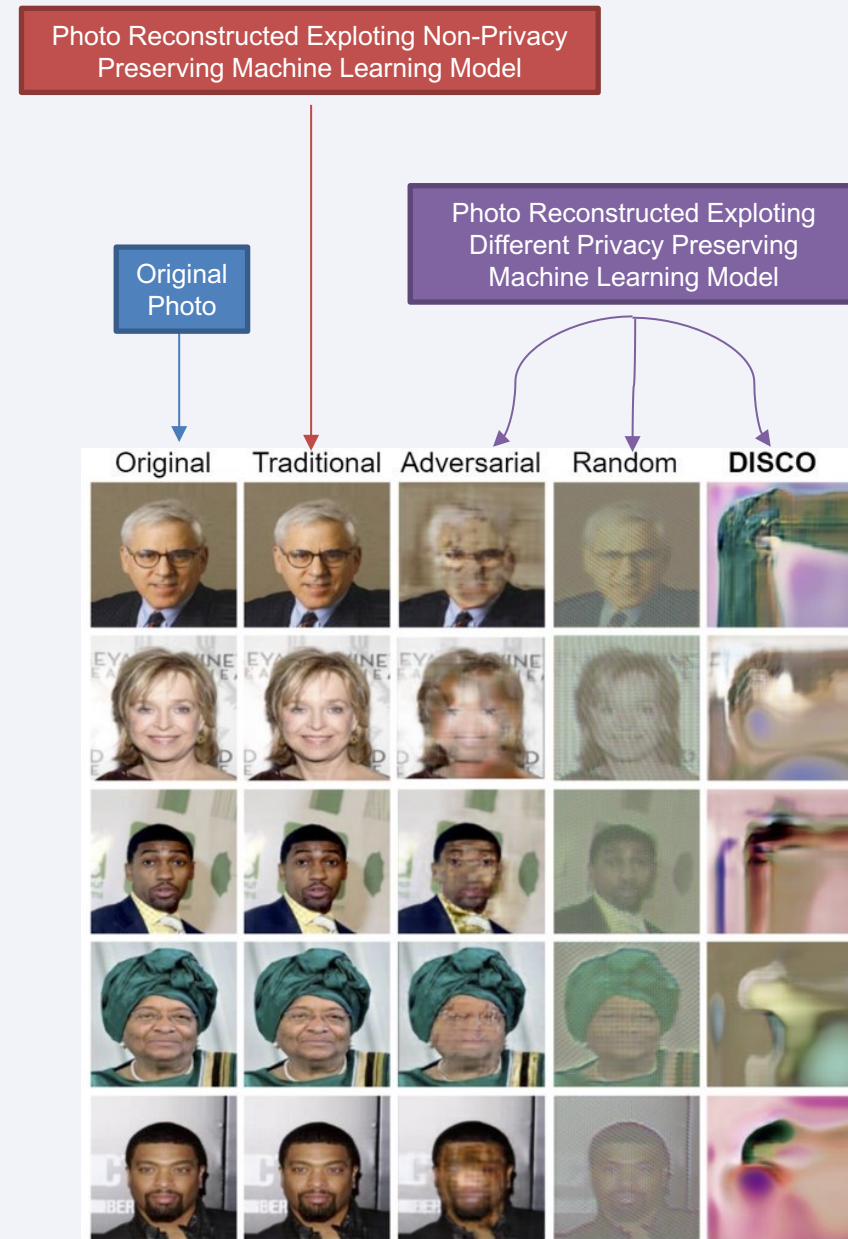 Photo Reconstructed Exploting Non-Privacy
Preserving Machine Learning Model
Photo Reconstructed Exploting
Different Privacy Preserving
Machine Learning Model
Original
Photo
Original Traditional Adversarial Random DISCO